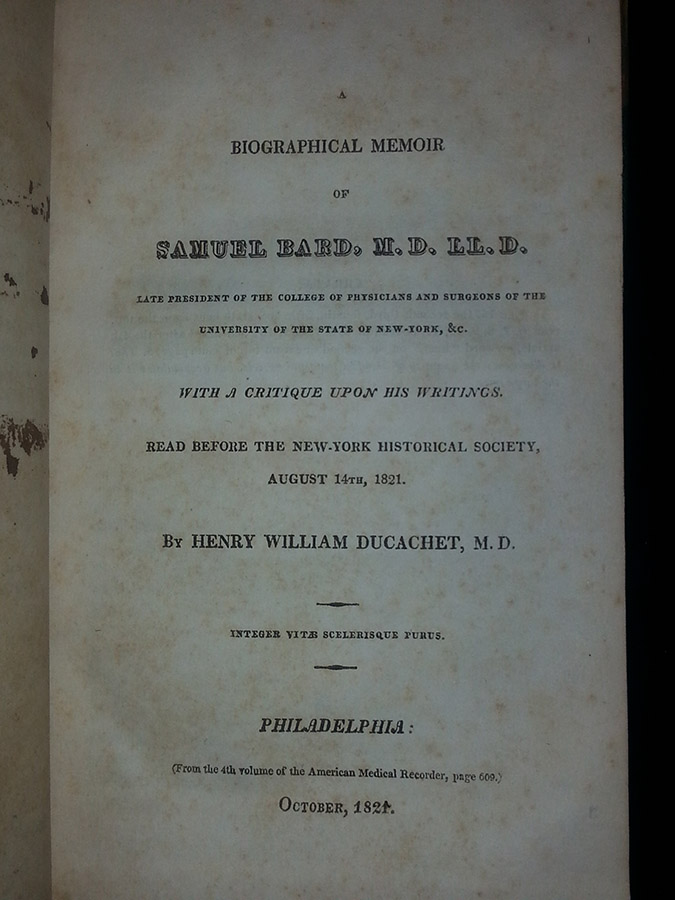 A
BIOGRAPHICAL MEMOIR
OF
SAMUEL BARD, M. D. LL. D.
LATE PRESIDENT OF THE COLLEGE OF PHYSICIANS AND SURGEONS OF THE
UNIVERSITY OF THE STATE OF NEW-YORK, &c.
WITH A CRITIQUE UPON HIS WRITINGS.
READ BEFORE THE NEW-YORK HISTORICAL SOCIETY,
AUGUST 14TH, 1821.
By HENRY WILLIAM DUCACHET, M. D.
INTEGER VITÆ SCELERISQUE PURUS.
PHILADELPHIA:
(From the 4th volume of the American Medical Recorder, page 609.)
OCTOBER, 1821.